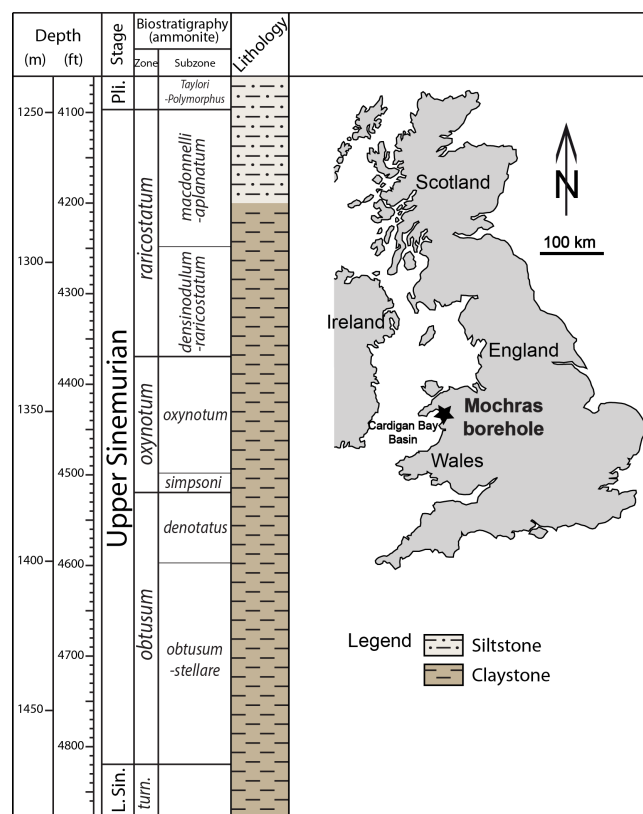 Depth
(m)
(ft)
Stage
Biostratigraphy
(ammonite)
Zone
Subzone
Lithology
1250
1300
1350
1400
1450
4100
4200
4300
4400
4500
4600
4700
4800
Pli.
Upper Sinemurian
L. Sin.
raricostatum
oxynotum
obtusum
turn.
Taylori
-Polymorphus
macdonnelli
-aplanatum
densinodulum
-raricostatum
oxynotum
simpsoni
denotatus
obtusum
-stellare
Scotland
N
100 km
Ireland
England
Mochras
borehole
Cardigan Bay
Basin
Wales
Legend
Siltstone
Claystone